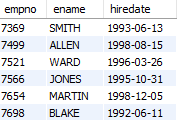 empno ename hiredate
7369 SMITH 1993-06-13
7499 ALLEN 1998-08-15
7521 WARD 1996-03-26
7566 JONES 1995-10-31
7654 MARTIN 1998-12-05
7698 BLAKE 1992-06-11